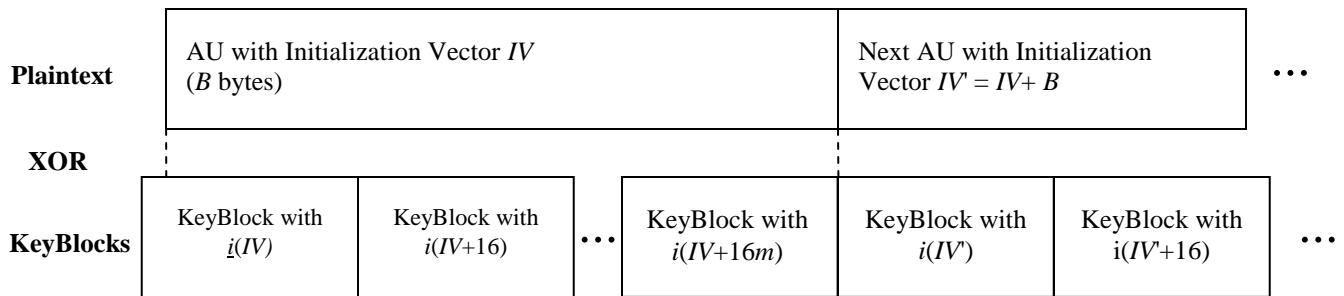 Plaintext
AU with Initialization Vector IV
(B bytes)
Next AU with Initialization
Vector IV' = IV+ B
...
XOR
KeyBlocks
KeyBlock with
i(IV)
KeyBlock with
i(IV+16)
...
KeyBlock with
i(IV+16m)
KeyBlock with
i(IV')
KeyBlock with
i(IV'+16)
...